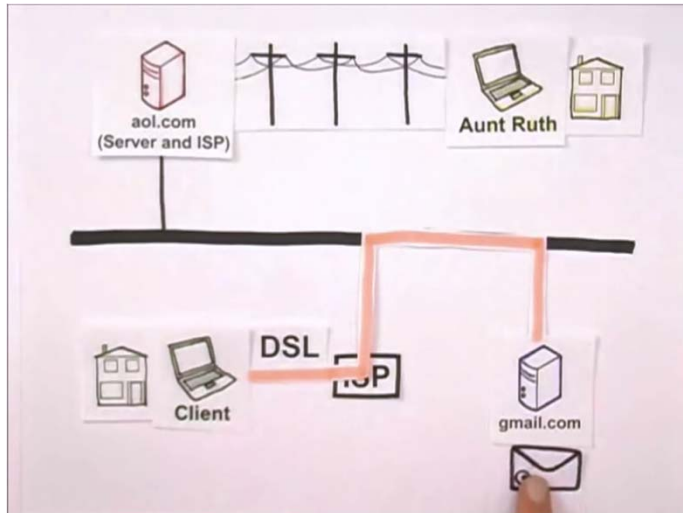 aol.com
(Server and ISP)
Aunt Ruth
DSL
ISP
Client
gmail.com